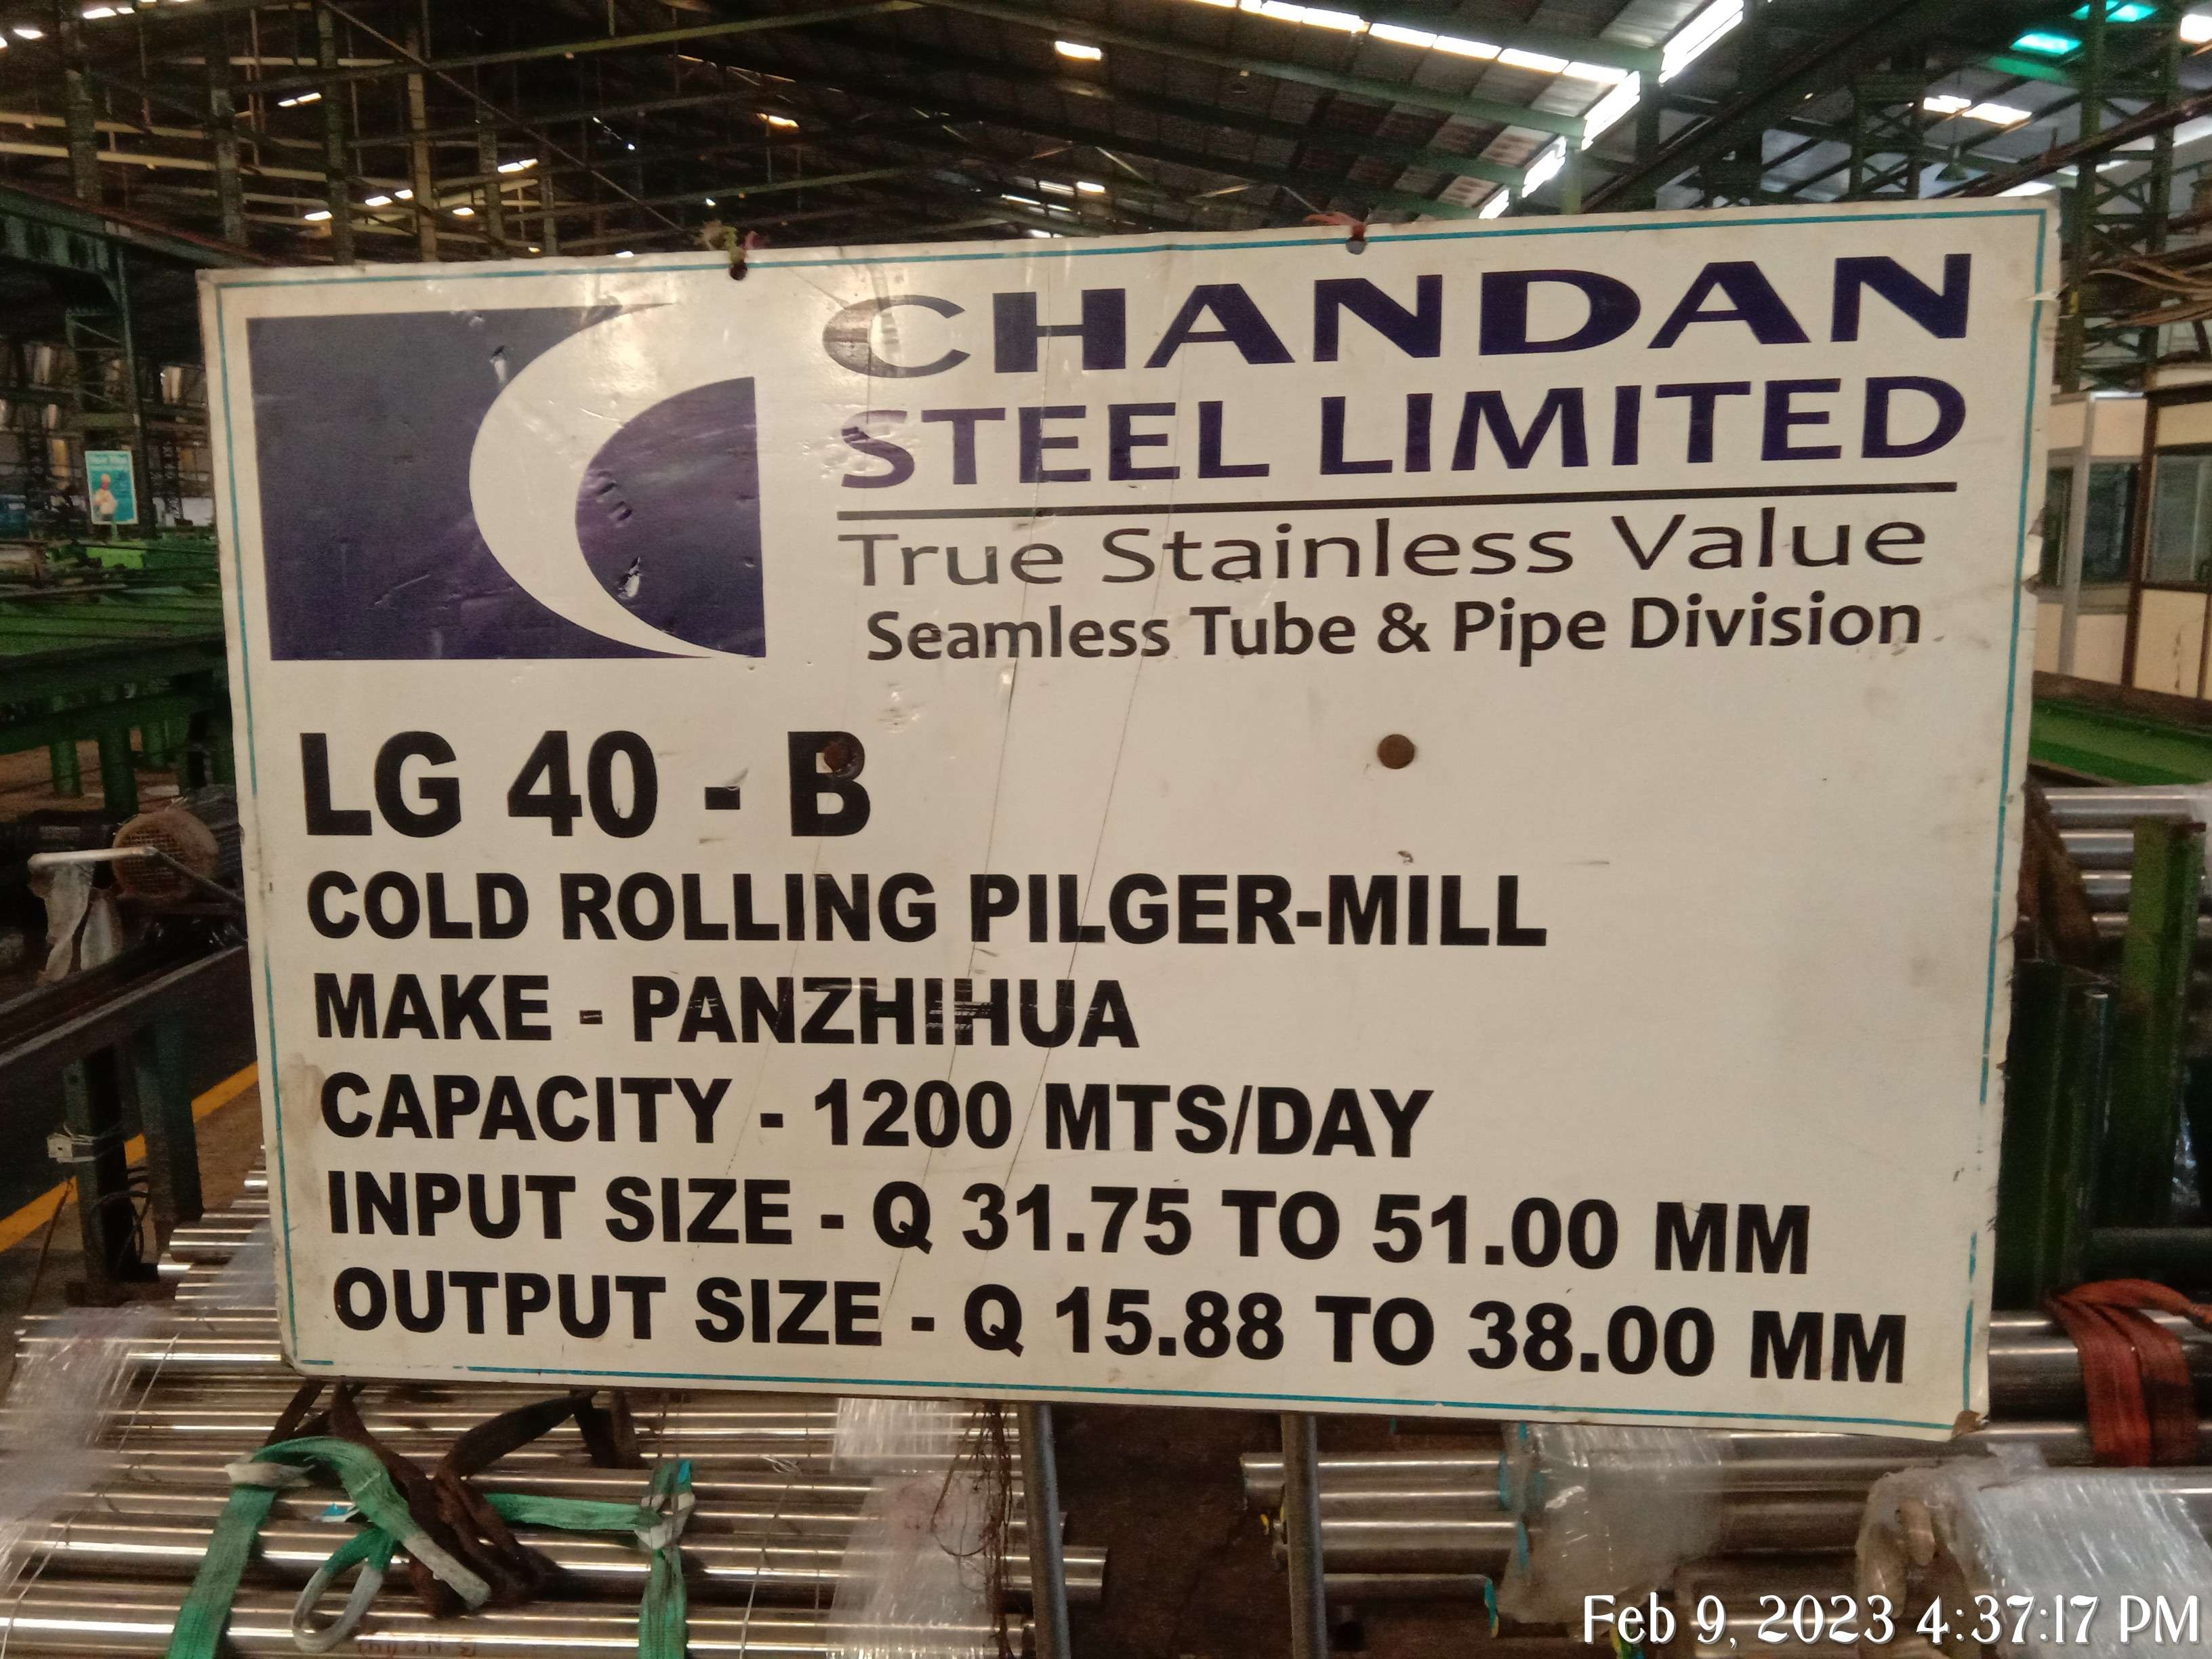 CHANDAN
STEEL LIMITED
True Stainless Value
Seamless Tube & Pipe Division
LG 40 - B
COLD ROLLING PILGER-MILL
MAKE - PANZHIHUA
CAPACITY - 1200 MTS/DAY
INPUT SIZE - Q 31.75 TO 51.00 MM
OUTPUT SIZE - Q 15.88 TO 38.00 MM
Feb 9, 2023 4:37:17 PM